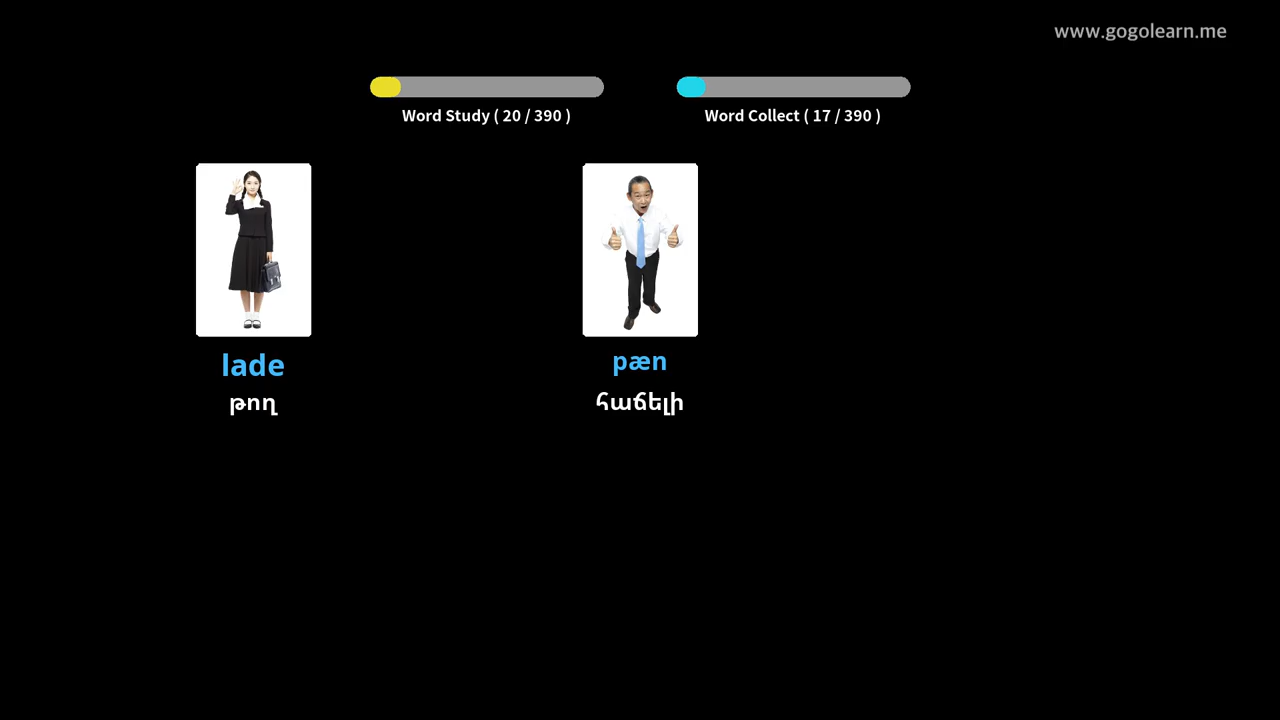 www.gogolearn.me
Word Study ( 20 / 390 )
Word Collect ( 17 / 390 )
lade
թող
pæn
հաճելի